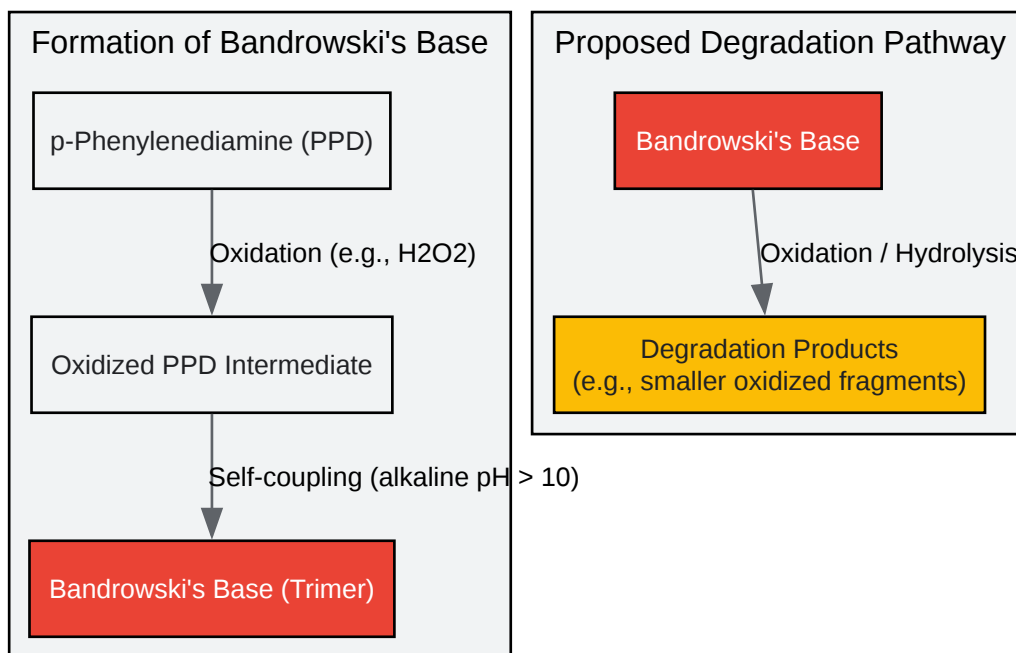 Formation of Bandrowski's Base
p-Phenylenediamine (PPD)
Oxidation (e.g., H2O2)
Oxidized PPD Intermediate
Self-coupling (alkaline pH > 10)
Bandrowski's Base (Trimer)
Proposed Degradation Pathway
Bandrowski's Base
Oxidation / Hydrolysis
Degradation Products
(e.g., smaller oxidized fragments)